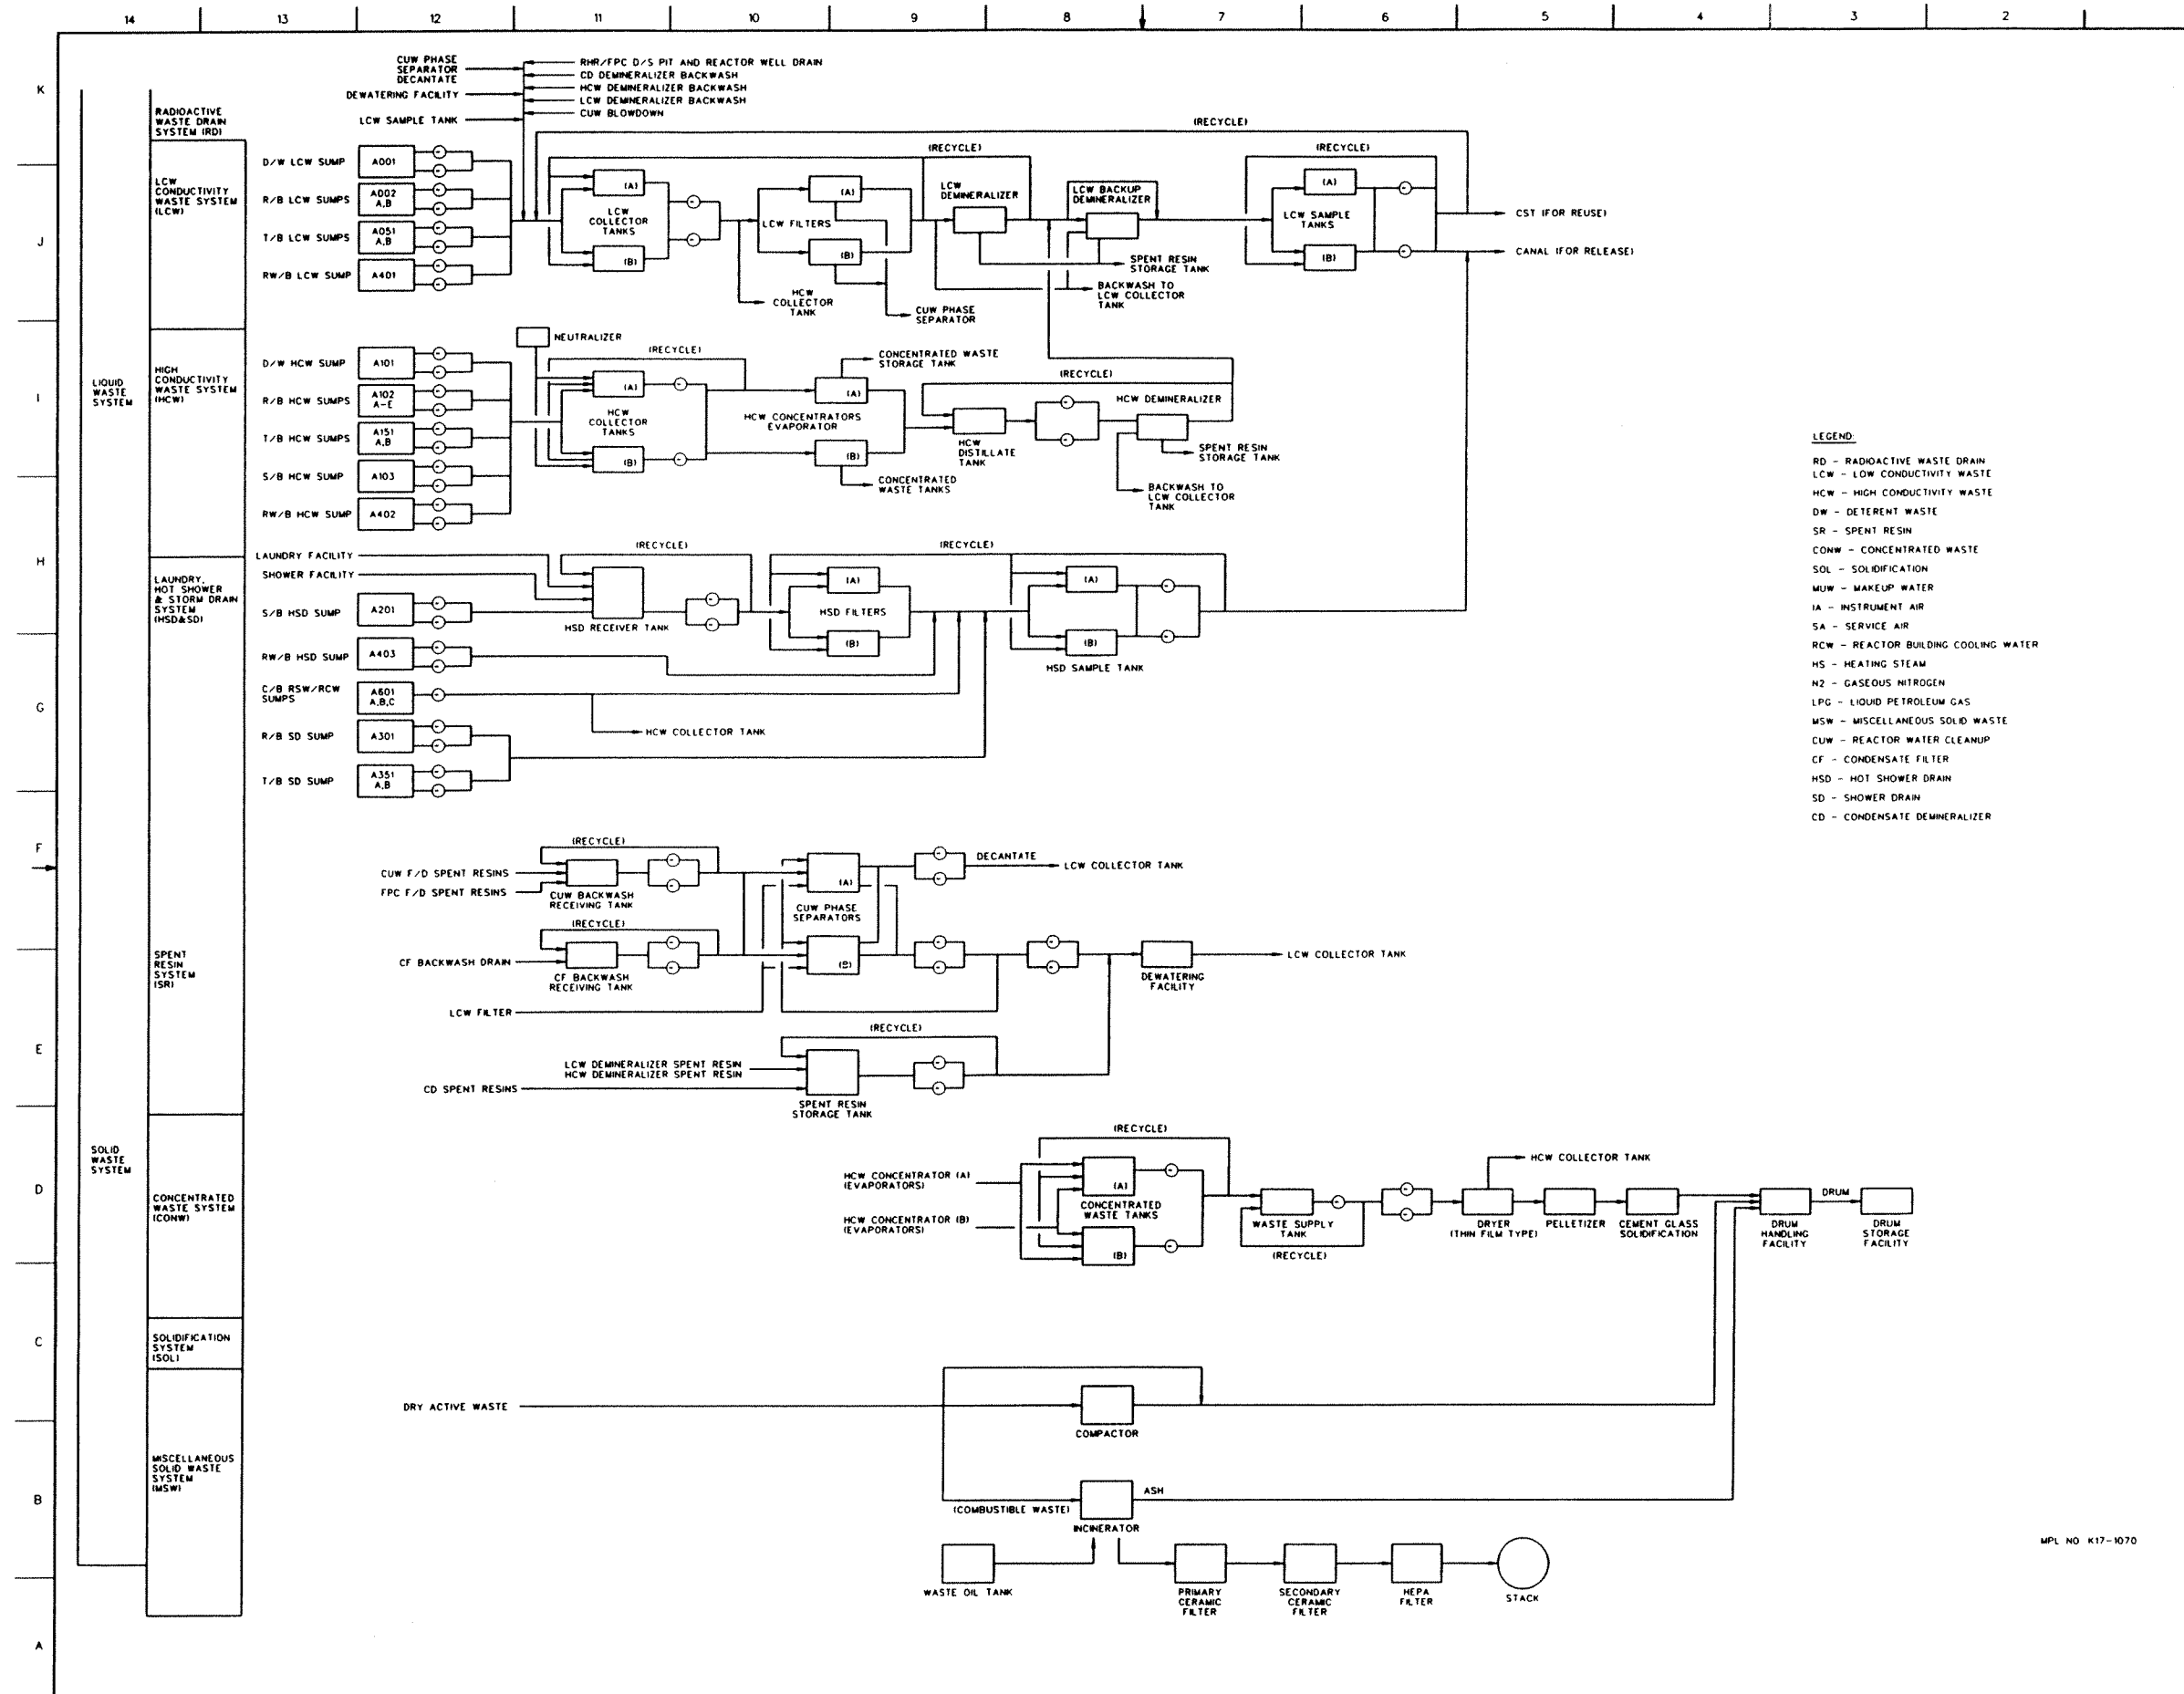 14 13 12 11 10 9 8 7 6 5 4 3 2
K
J
I
H
G
F
E
D
C
B
A
LIQUID
WASTE
SYSTEM
SOLID
WASTE
SYSTEM
RADIOACTIVE
WASTE DRAIN
SYSTEM (RD)
LCW
CONDUCTIVITY
WASTE SYSTEM
(LCW)
HIGH
CONDUCTIVITY
WASTE SYSTEM
(HCW)
LAUNDRY,
HOT SHOWER
& STORM DRAIN
SYSTEM
(HSD&SD)
SPENT
RESIN
SYSTEM
(SR)
CONCENTRATED
WASTE SYSTEM
(CONW)
SOLIDIFICATION
SYSTEM
(SOL)
MISCELLANEOUS
SOLID WASTE
SYSTEM
(MSW)
CUW PHASE
SEPARATOR
DECANTATE
DEWATERING FACILITY
LCW SAMPLE TANK
RHR/FPC D/S PIT AND REACTOR WELL DRAIN
CD DEMINERALIZER BACKWASH
HCW DEMINERALIZER BACKWASH
LCW DEMINERALIZER BACKWASH
CUW BLOWDOWN
(RECYCLE)
(RECYCLE)
(RECYCLE)
D/W LCW SUMP
A001
R/B LCW SUMPS
A002
A,B
T/B LCW SUMPS
A051
A,B
RW/B LCW SUMP
A401
(A)
LCW
COLLECTOR
TANKS
(B)
HCW
COLLECTOR
TANK
(A)
LCW FILTERS
(B)
CUW PHASE
SEPARATOR
LCW
DEMINERALIZER
LCW BACKUP
DEMINERALIZER
SPENT RESIN
STORAGE TANK
BACKWASH TO
LCW COLLECTOR
TANK
(A)
LCW SAMPLE
TANKS
(B)
CST (FOR REUSE)
CANAL (FOR RELEASE)
NEUTRALIZER
(RECYCLE)
D/W HCW SUMP
A101
R/B HCW SUMPS
A102
A-E
T/B HCW SUMPS
A151
A,B
S/B HCW SUMP
A103
RW/B HCW SUMP
A402
(A)
HCW
COLLECTOR
TANKS
(B)
CONCENTRATED WASTE
STORAGE TANK
(A)
HCW CONCENTRATORS
EVAPORATOR
(B)
CONCENTRATED
WASTE TANKS
(RECYCLE)
HCW DEMINERALIZER
HCW
DISTILLATE
TANK
SPENT RESIN
STORAGE TANK
BACKWASH TO
LCW COLLECTOR
TANK
LAUNDRY FACILITY
SHOWER FACILITY
S/B HSD SUMP
A201
RW/B HSD SUMP
A403
C/B RSW/RCW
SUMPS
A601
A,B,C
R/B SD SUMP
A301
T/B SD SUMP
A351
A,B
(RECYCLE)
HSD RECEIVER TANK
HCW COLLECTOR TANK
(RECYCLE)
(A)
HSD FILTERS
(B)
(A)
(B)
HSD SAMPLE TANK
LEGEND:
RD - RADIOACTIVE WASTE DRAIN
LCW - LOW CONDUCTIVITY WASTE
HCW - HIGH CONDUCTIVITY WASTE
DW - DETERENT WASTE
SR - SPENT RESIN
CONW - CONCENTRATED WASTE
SOL - SOLIDIFICATION
MUW - MAKEUP WATER
IA - INSTRUMENT AIR
SA - SERVICE AIR
RCW - REACTOR BUILDING COOLING WATER
HS - HEATING STEAM
N2 - GASEOUS NITROGEN
LPG - LIQUID PETROLEUM GAS
MSW - MISCELLANEOUS SOLID WASTE
CUW - REACTOR WATER CLEANUP
CF - CONDENSATE FILTER
HSD - HOT SHOWER DRAIN
SD - SHOWER DRAIN
CD - CONDENSATE DEMINERALIZER
(RECYCLE)
CUW F/D SPENT RESINS
FPC F/D SPENT RESINS
CUW BACKWASH
RECEIVING TANK
(RECYCLE)
CF BACKWASH DRAIN
CF BACKWASH
RECEIVING TANK
LCW FILTER
(A)
CUW PHASE
SEPARATORS
(B)
DECANTATE
LCW COLLECTOR TANK
DEWATERING
FACILITY
LCW COLLECTOR TANK
(RECYCLE)
LCW DEMINERALIZER SPENT RESIN
HCW DEMINERALIZER SPENT RESIN
CD SPENT RESINS
SPENT RESIN
STORAGE TANK
(RECYCLE)
HCW CONCENTRATOR (A)
(EVAPORATORS)
HCW CONCENTRATOR (B)
(EVAPORATORS)
(A)
CONCENTRATED
WASTE TANKS
(B)
WASTE SUPPLY
TANK
(RECYCLE)
HCW COLLECTOR TANK
DRYER
(THIN FILM TYPE)
PELLETIZER
CEMENT GLASS
SOLIDIFICATION
DRUM
HANDLING
FACILITY
DRUM
DRUM
STORAGE
FACILITY
DRY ACTIVE WASTE
COMPACTOR
(COMBUSTIBLE WASTE)
ASH
INCINERATOR
WASTE OIL TANK
PRIMARY
CERAMIC
FILTER
SECONDARY
CERAMIC
FILTER
HEPA
FILTER
STACK
MPL NO K17-1070